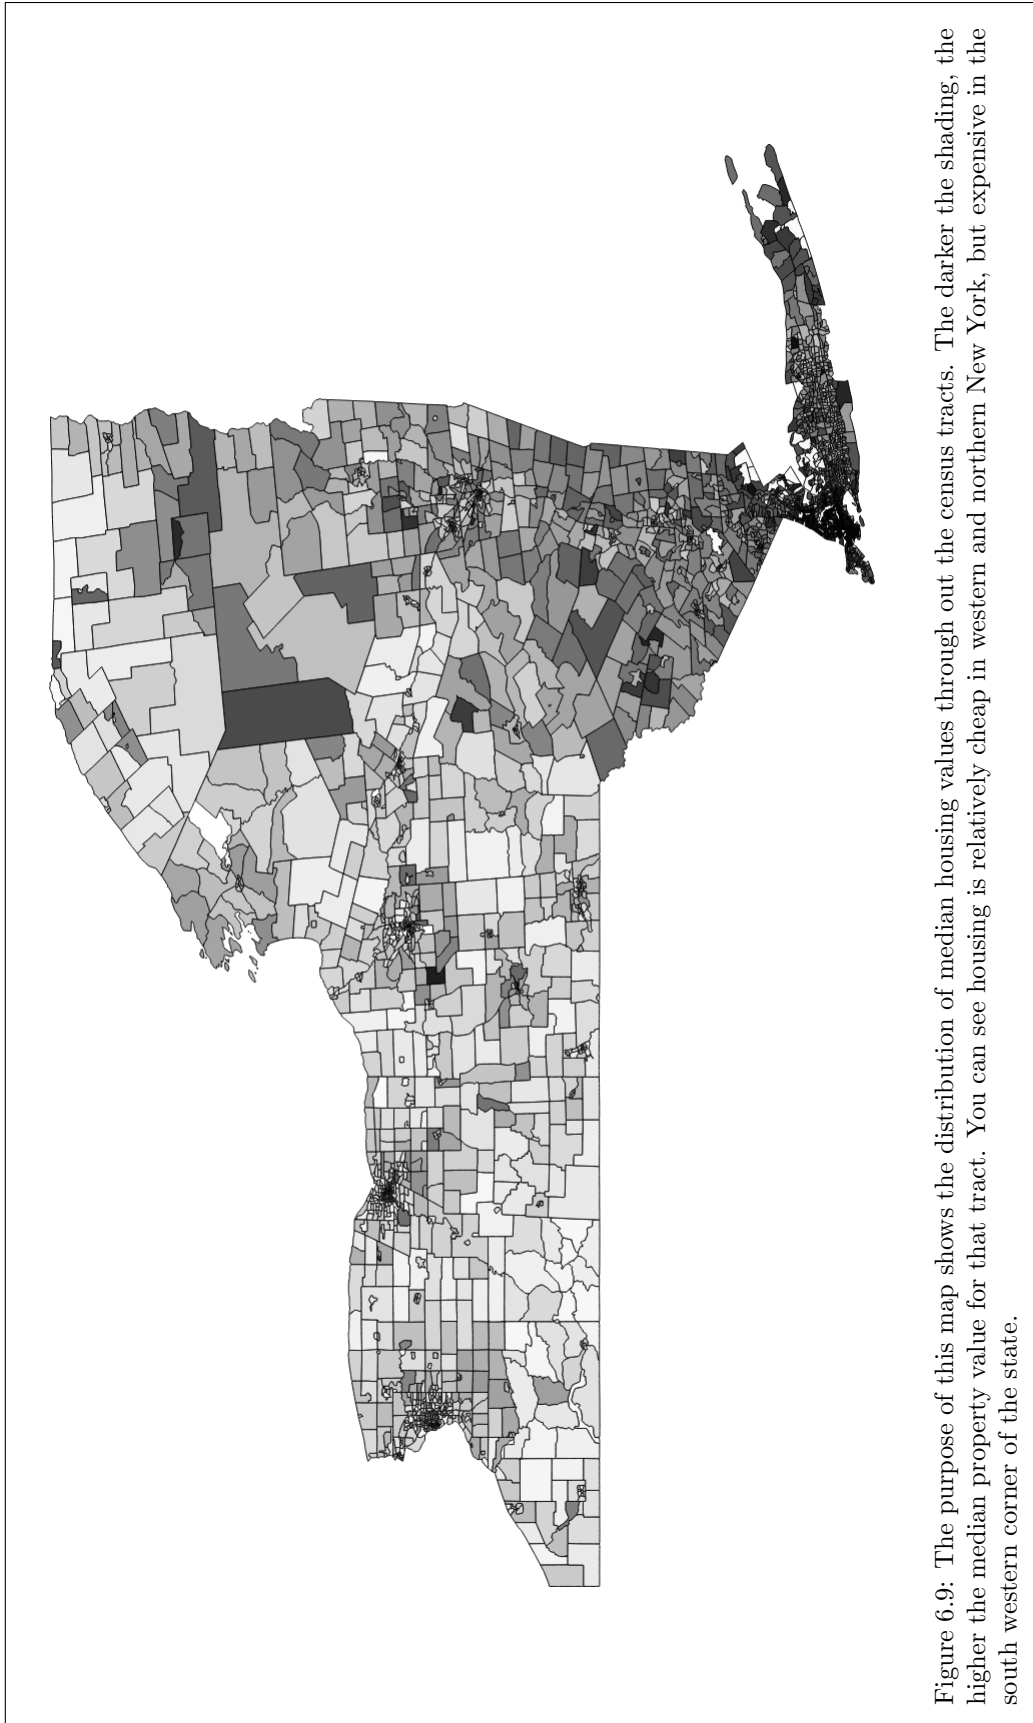 Figure 6.9: The purpose of this map shows the distribution of median housing values through out the census tracts. The darker the shading, the
higher the median property value for that tract. You can see housing is relatively cheap in western and northern New York, but expensive in the
south western corner of the state.